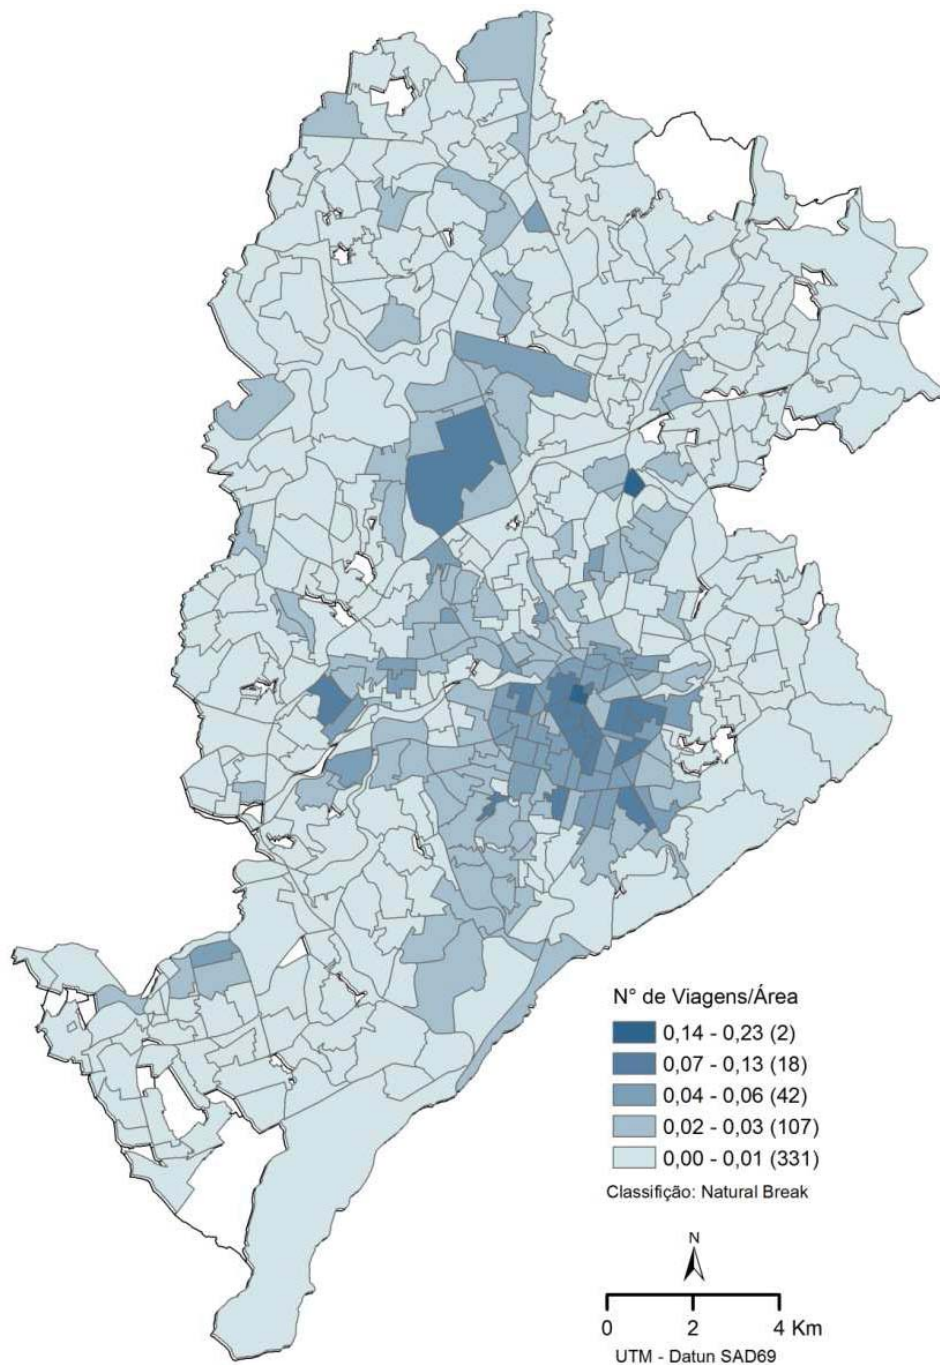 N° de Viagens/Área
0,14 - 0,23 (2)
0,07 - 0,13 (18)
0,04 - 0,06 (42)
0,02 - 0,03 (107)
0,00 - 0,01 (331)
Classifição: Natural Break
N
0 2 4 Km
UTM - Datun SAD69